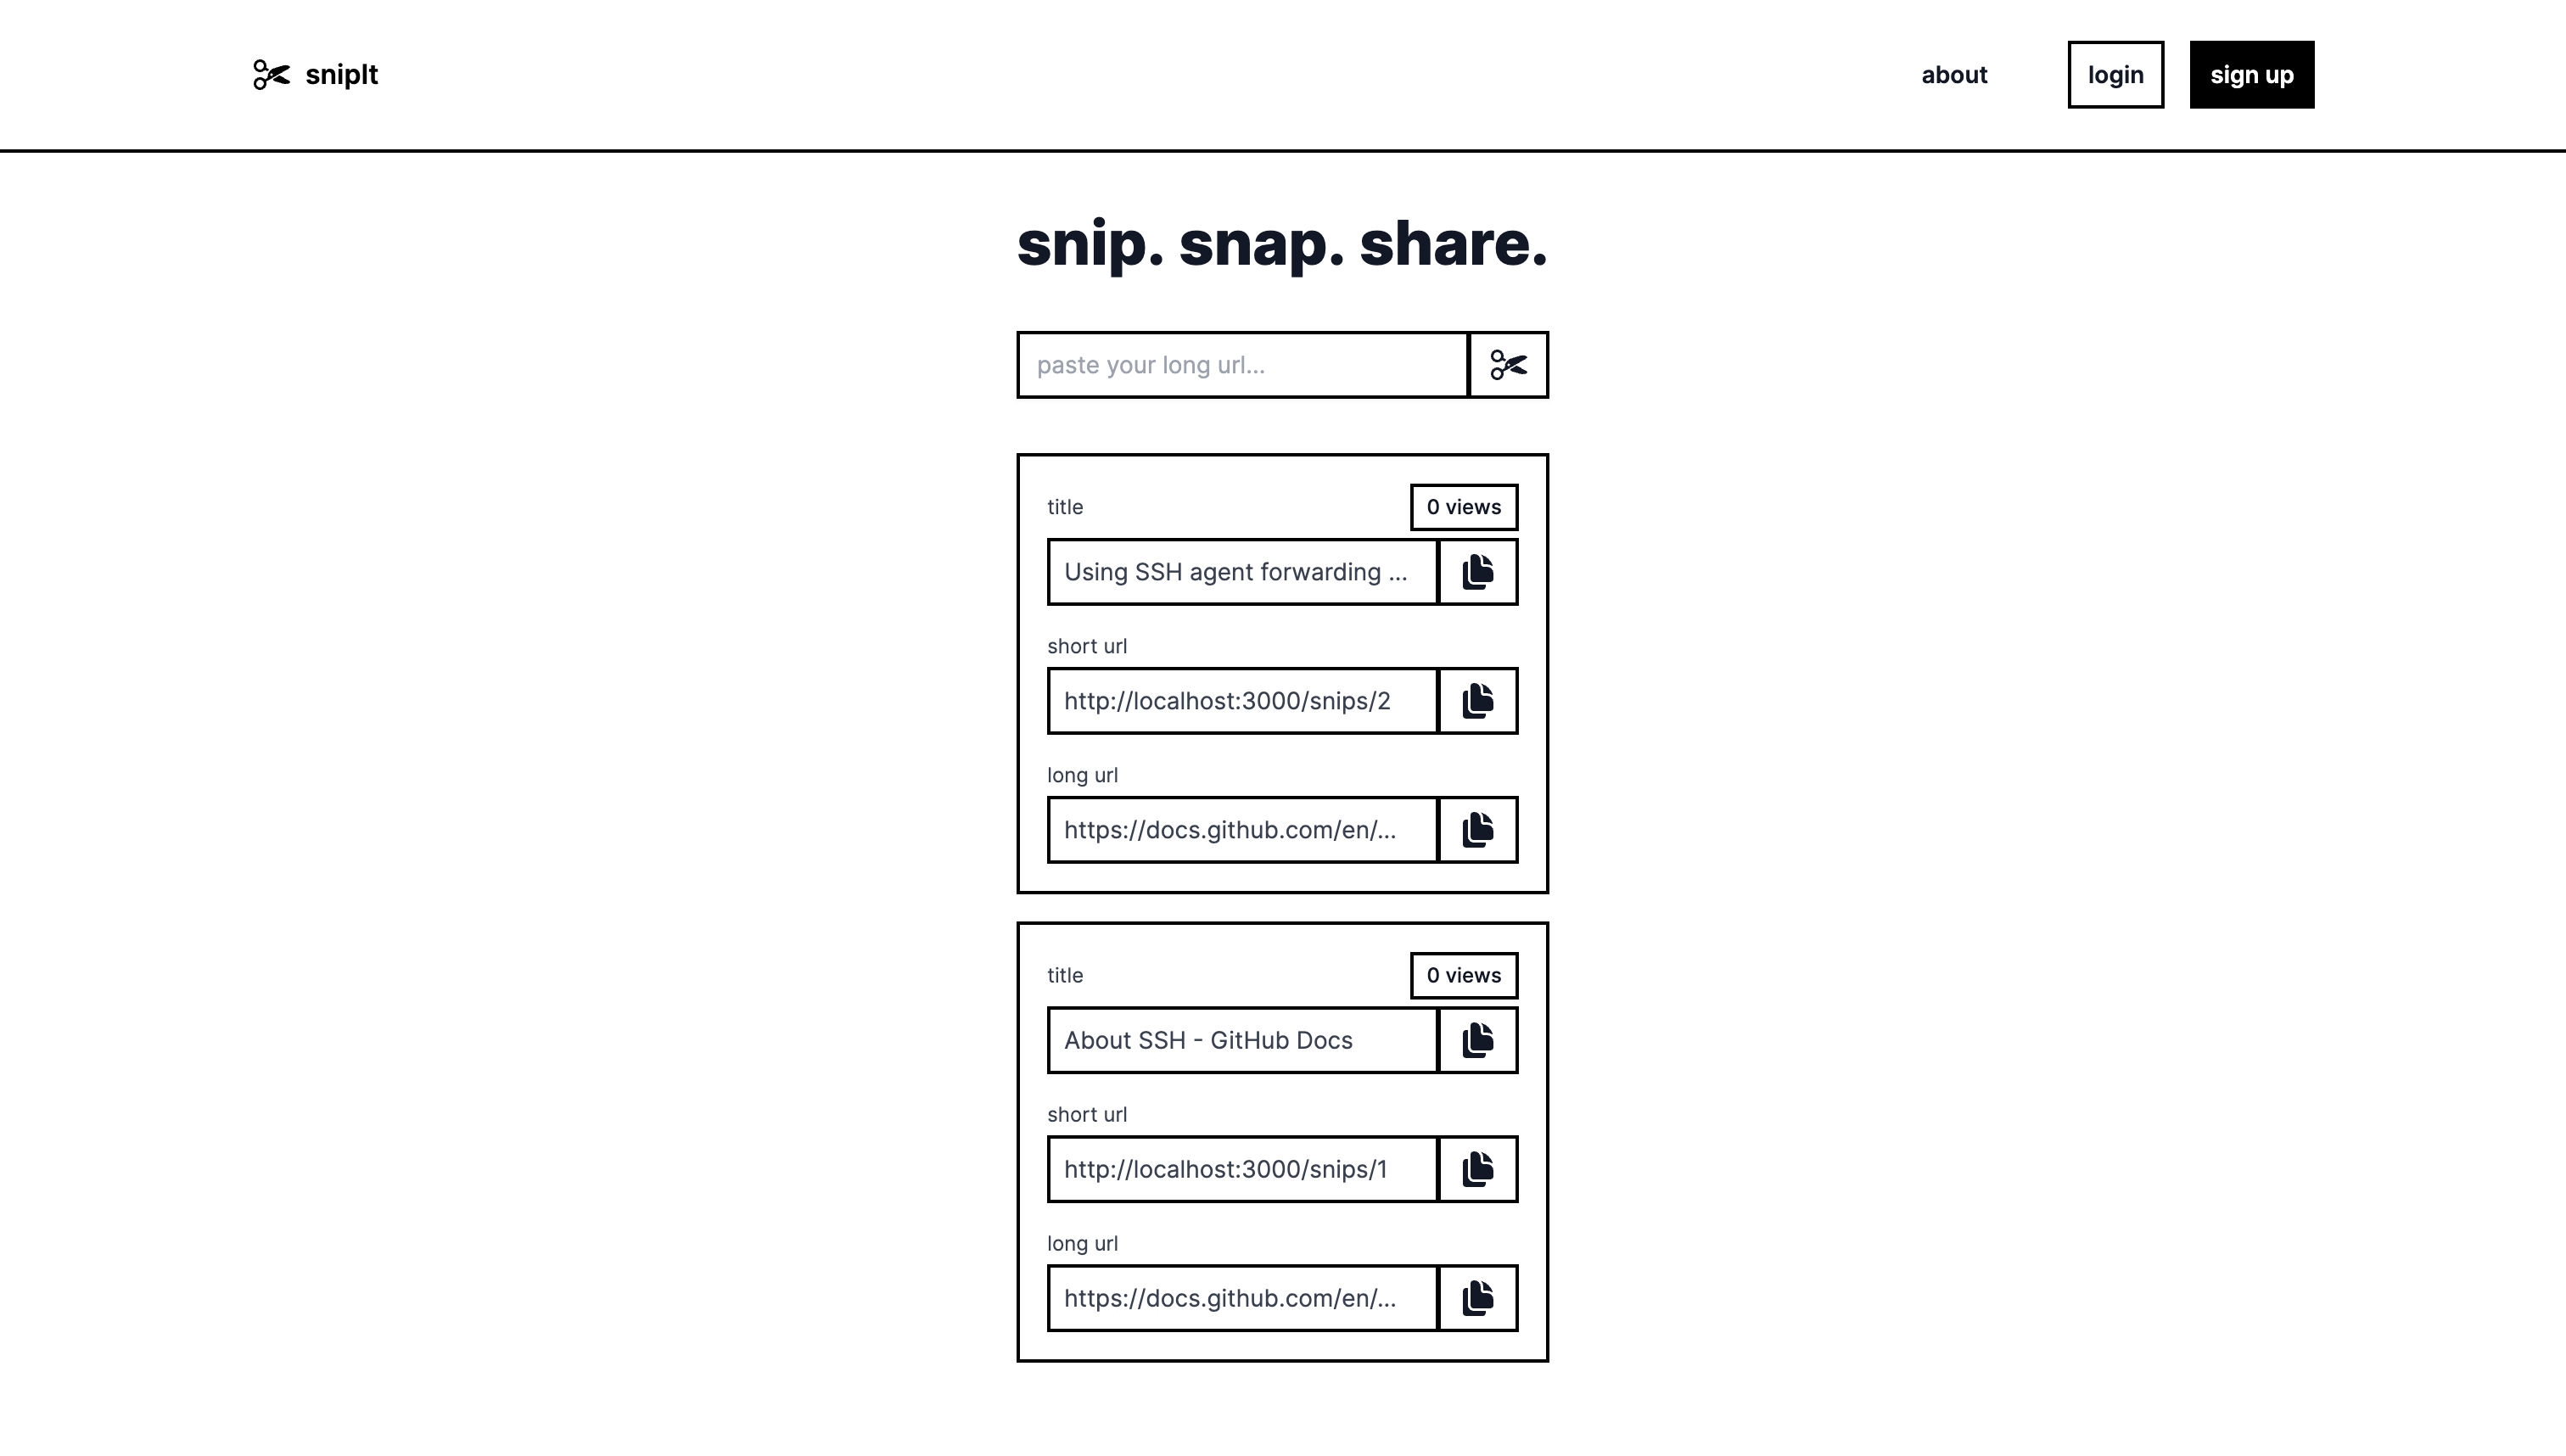 snipIt
about
login
sign up
snip. snap. share.
paste your long url...
title
0 views
Using SSH agent forwarding ...
short url
http://localhost:3000/snips/2
long url
https://docs.github.com/en/...
title
0 views
About SSH - GitHub Docs
short url
http://localhost:3000/snips/1
long url
https://docs.github.com/en/...